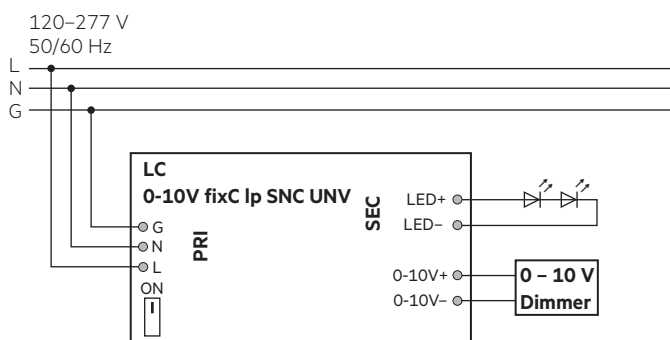 120–277 V
50/60 Hz
L
N
G
LC
0-10V fixC lp SNC UNV
PRI
SEC
G
N
L
ON
I
LED+
LED–
0-10V+
0-10V–
0 – 10 V
Dimmer